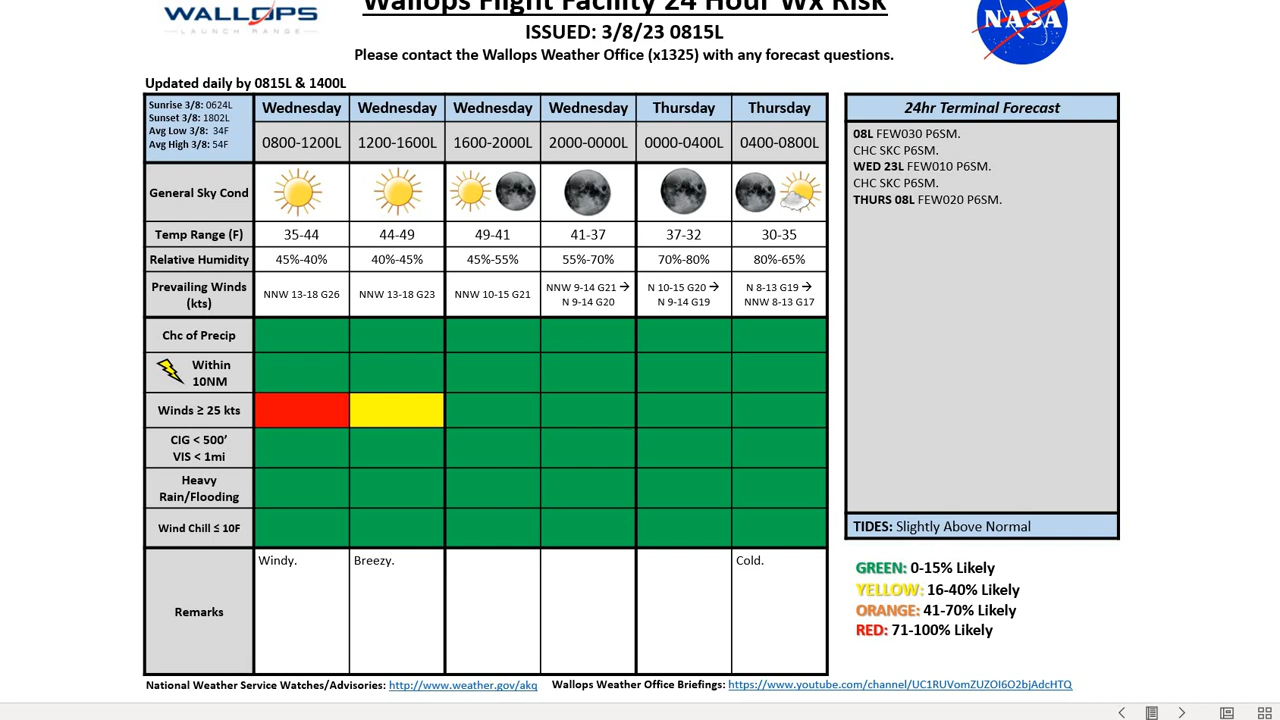 WALLOPS
LAUNCH RANGE
Wallops Flight Facility 24 Hour Wx Risk
ISSUED: 3/8/23 0815L
Please contact the Wallops Weather Office (x1325) with any forecast questions.
NASA
Updated daily by 0815L & 1400L
Sunrise 3/8: 0624L
Sunset 3/8: 1802L
Avg Low 3/8: 34F
Avg High 3/8: 54F
Wednesday Wednesday Wednesday Wednesday Thursday Thursday
0800-1200L 1200-1600L 1600-2000L 2000-0000L 0000-0400L 0400-0800L
General Sky Cond
Temp Range (F) 35-44 44-49 49-41 41-37 37-32 30-35
Relative Humidity 45%-40% 40%-45% 45%-55% 55%-70% 70%-80% 80%-65%
Prevailing Winds (kts) NNW 13-18 G26 NNW 13-18 G23 NNW 10-15 G21 NNW 9-14 G21 → N 9-14 G20 N 10-15 G20 → N 9-14 G19 N 8-13 G19 → NNW 8-13 G17
Chc of Precip
Within
10NM
Winds ≥ 25 kts
CIG < 500’
VIS < 1mi
Heavy
Rain/Flooding
Wind Chill ≤ 10F
Remarks Windy. Breezy. Cold.
24hr Terminal Forecast
08L FEW030 P6SM.
CHC SKC P6SM.
WED 23L FEW010 P6SM.
CHC SKC P6SM.
THURS 08L FEW020 P6SM.
TIDES: Slightly Above Normal
GREEN: 0-15% Likely
YELLOW: 16-40% Likely
ORANGE: 41-70% Likely
RED: 71-100% Likely
National Weather Service Watches/Advisories: http://www.weather.gov/akq Wallops Weather Office Briefings: https://www.youtube.com/channel/UC1RUVomZUZOI6O2bjAdcHTQ